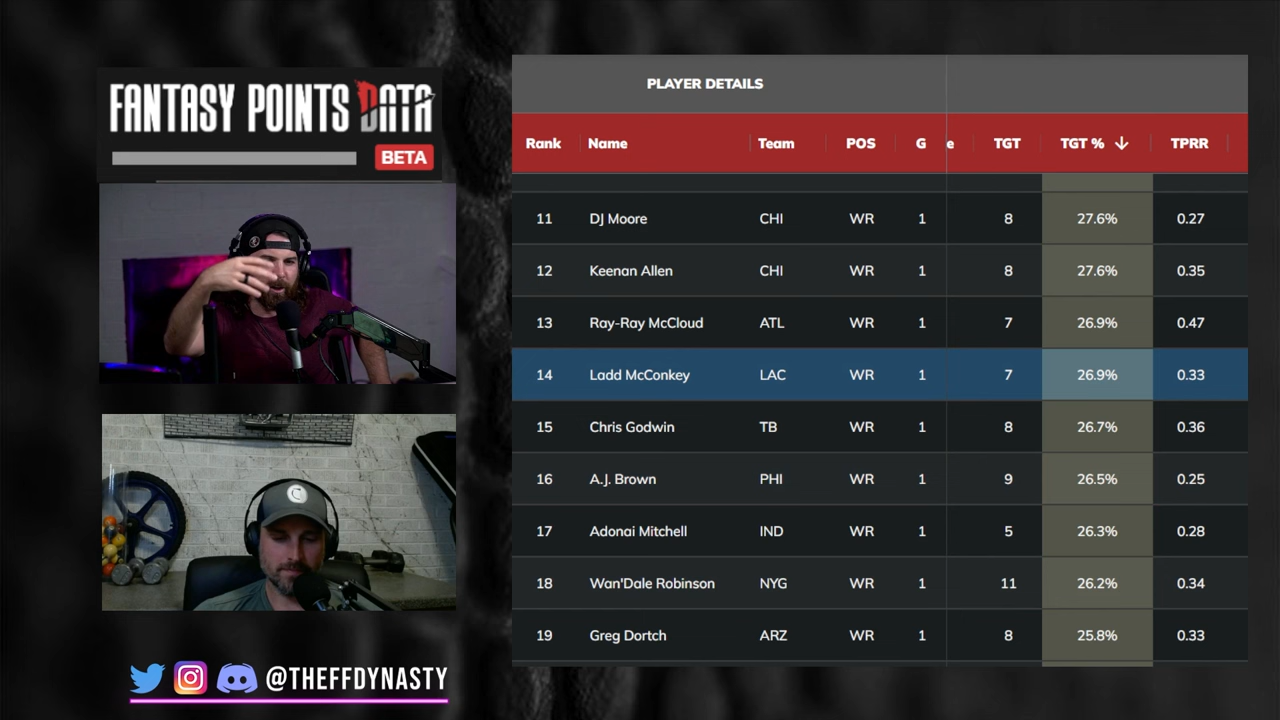 FANTASY POINTS DATA
BETA
PLAYER DETAILS
Rank Name Team POS G e TGT TGT % TPRR
11 DJ Moore CHI WR 1 8 27.6% 0.27
12 Keenan Allen CHI WR 1 8 27.6% 0.35
13 Ray-Ray McCloud ATL WR 1 7 26.9% 0.47
14 Ladd McConkey LAC WR 1 7 26.9% 0.33
15 Chris Godwin TB WR 1 8 26.7% 0.36
16 A.J. Brown PHI WR 1 9 26.5% 0.25
17 Adonai Mitchell IND WR 1 5 26.3% 0.28
18 Wan'Dale Robinson NYG WR 1 11 26.2% 0.34
19 Greg Dortch ARZ WR 1 8 25.8% 0.33
@THEFFDYNASTY